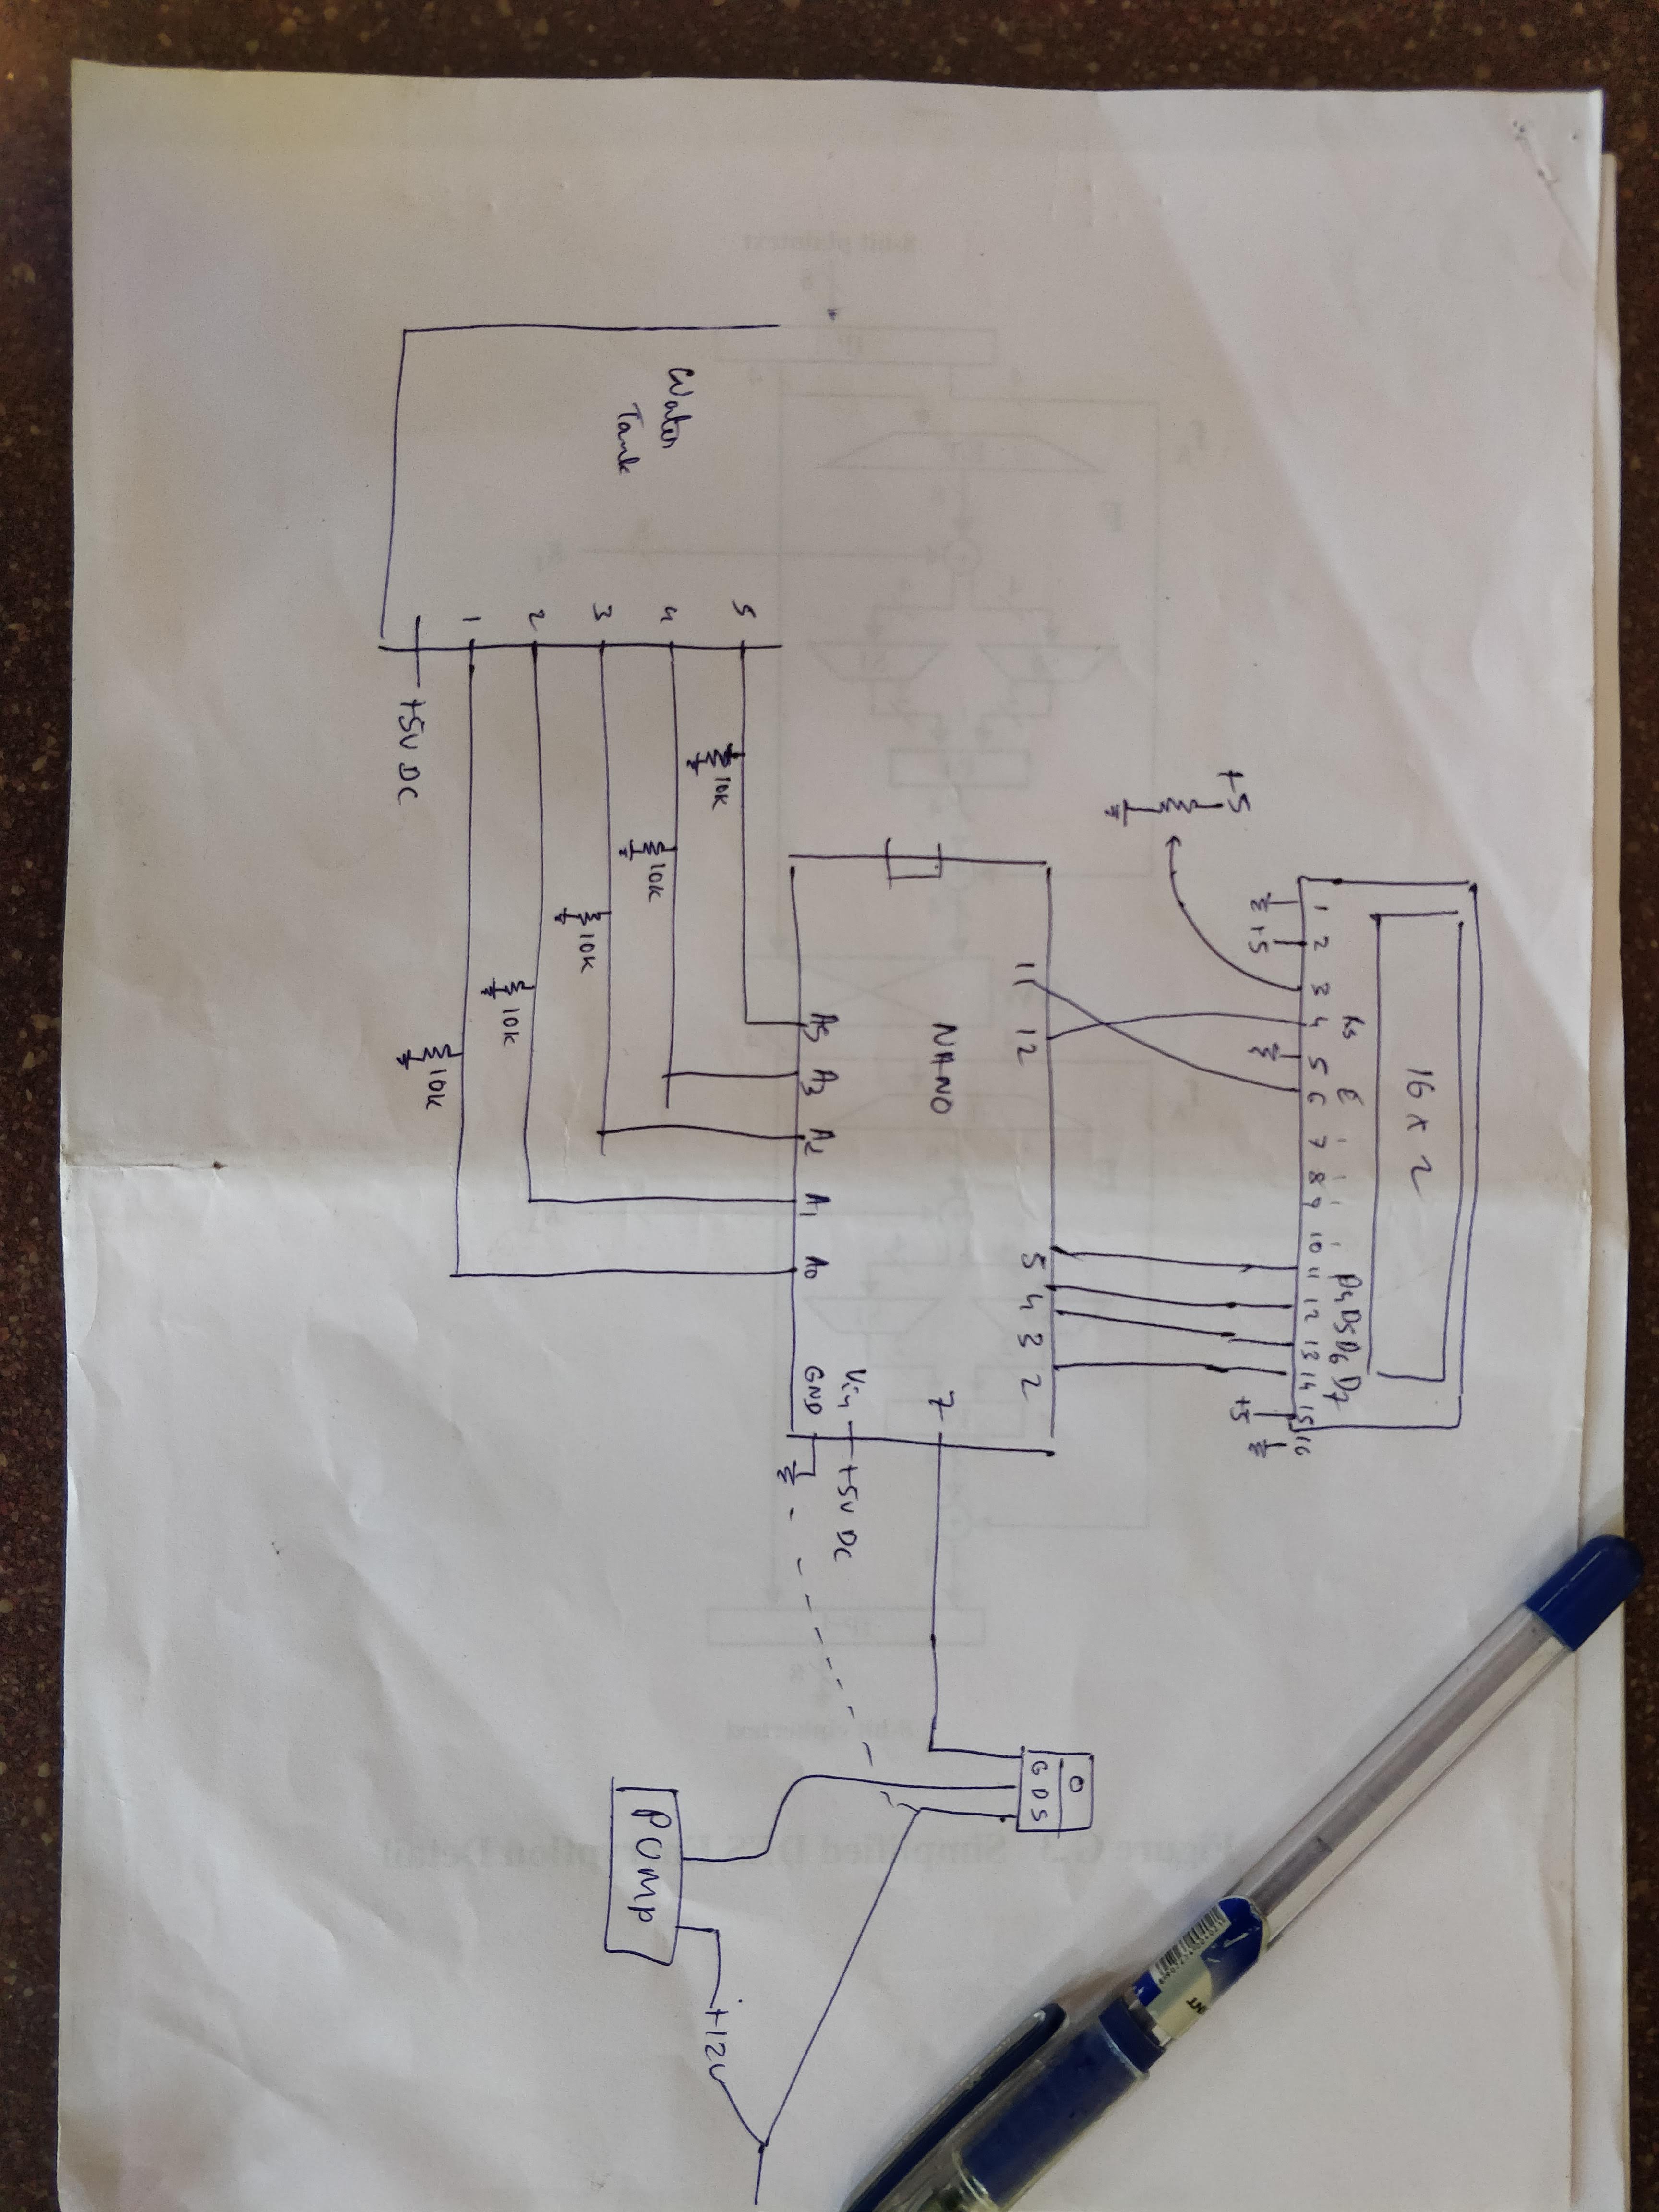 16 x 2
Rs E D4 D5 D6 D7
1 2 3 4 5 6 7 8 9 10 11 12 13 14 15 16
+5
+5
+5
11 12 5 4 3 2
NANO
7
G D S
Vin +5V DC
GND
A5 A3 A2 A1 A0
Water
Tank
5
10K
4
10K
3
10K
2
10K
1
10K
+5V DC
+12V
PUMP